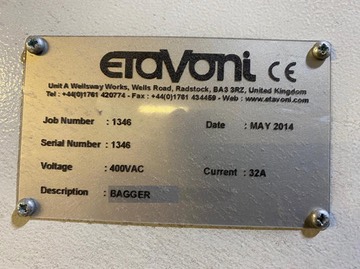 etavoni CE
Unit A Wellsway Works, Wells Road, Radstock, BA3 3RZ, United Kingdom
Tel : +44(0)1761 420774 - Fax : +44(0)1761 434459 - Web : www.etavoni.com
Job Number : 1346 Date : MAY 2014
Serial Number : 1346
Voltage : 400VAC Current : 32A
Description : BAGGER